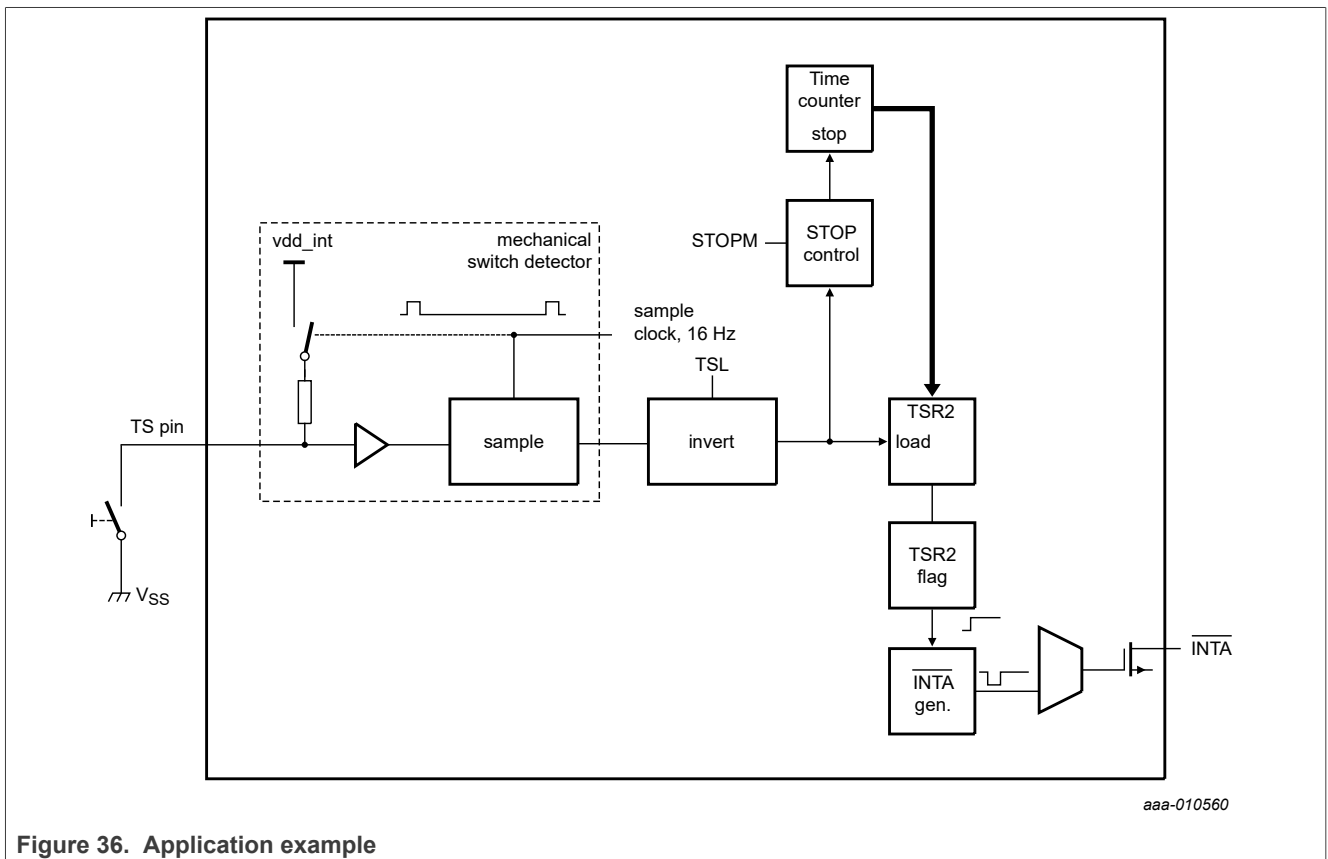 Time
counter
stop
STOPM
STOP
control
vdd_int
mechanical
switch detector
sample
clock, 16 Hz
TSL
TS pin
sample
invert
TSR2
load
TSR2
flag
VSS
INTA
INTA
gen.
aaa-010560
Figure 36. Application example